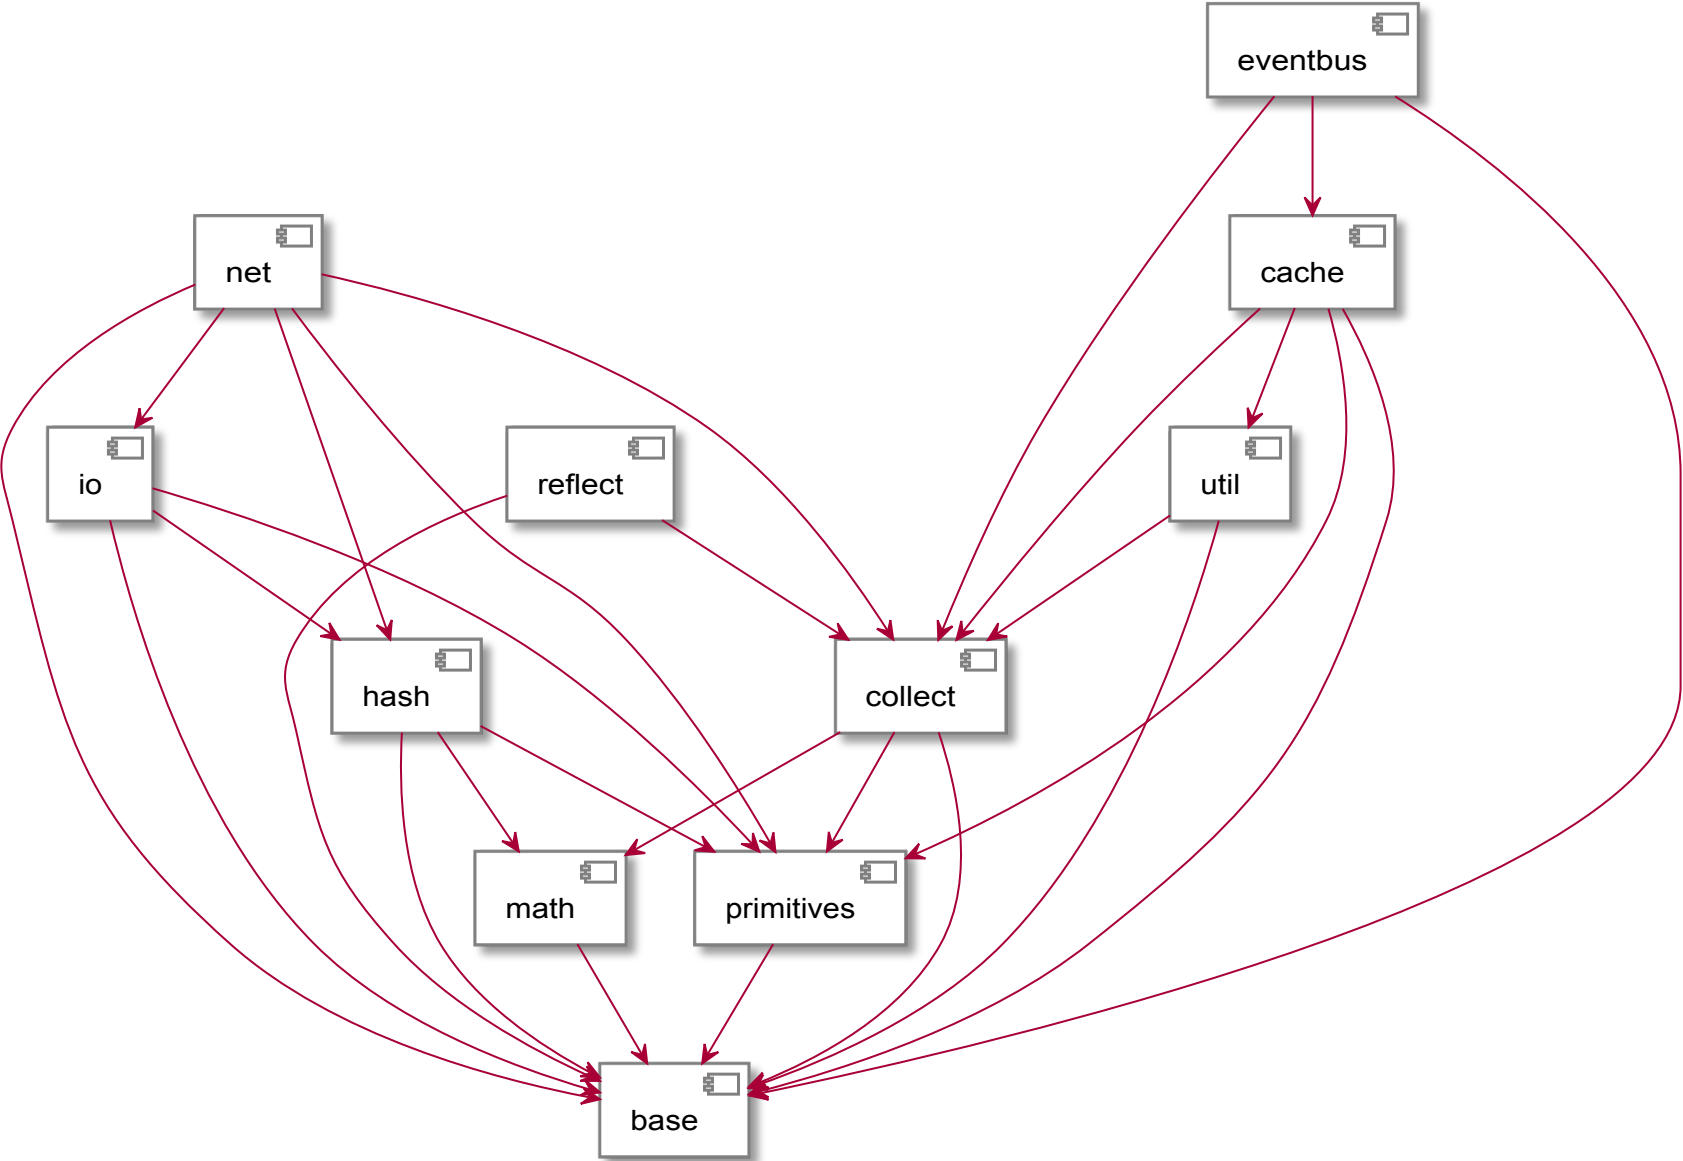 eventbus
net
cache
io
reflect
util
hash
collect
math
primitives
base